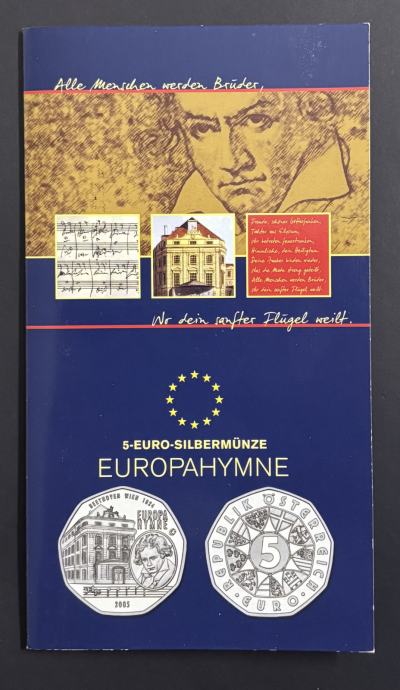 Alle Menschen werden Brüder,
Freude, schöner Götterfunken,
Tochter aus Elysium,
Wir betreten feuertrunken,
Himmlische, dein Heiligtum.
Deine Zauber binden wieder,
Was die Mode streng geteilt,
Alle Menschen werden Brüder,
Wo dein sanfter Flügel weilt.
Wo dein sanfter Flügel weilt.
5-EURO-SILBERMÜNZE
EUROPAHYMNE
BEETHOVEN WIEN
EUROPA
HYMNE
2005
REPUBLIK ÖSTERREICH
5
EURO